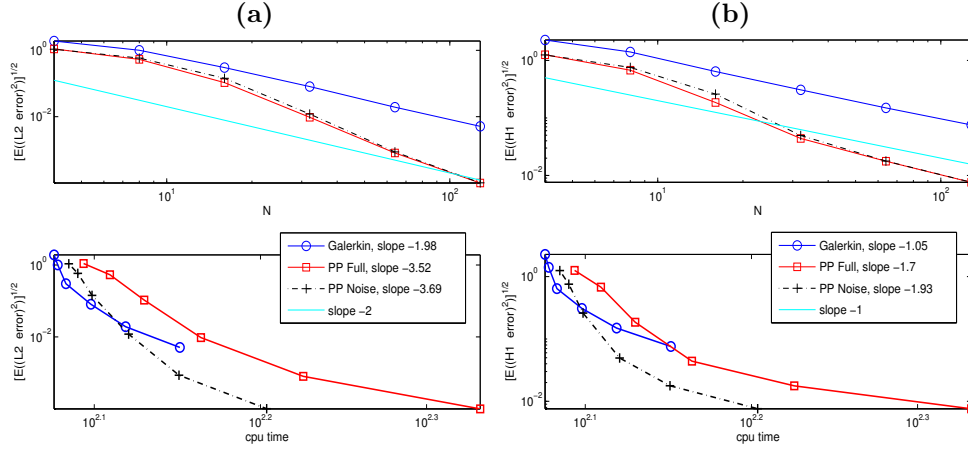 (a)
(b)
[E((L2 error)²)]^{1/2}
10⁰
10⁻²
10¹
10²
N
[E((H1 error)²)]^{1/2}
10⁰
10⁻²
10¹
10²
N
[E((L2 error)²)]^{1/2}
10⁰
10⁻²
Galerkin, slope −1.98
PP Full, slope −3.52
PP Noise, slope −3.69
slope −2
10^{2.1}
10^{2.2}
10^{2.3}
cpu time
[E((H1 error)²)]^{1/2}
10⁰
10⁻²
Galerkin, slope −1.05
PP Full, slope −1.7
PP Noise, slope −1.93
slope −1
10^{2.1}
10^{2.2}
10^{2.3}
cpu time